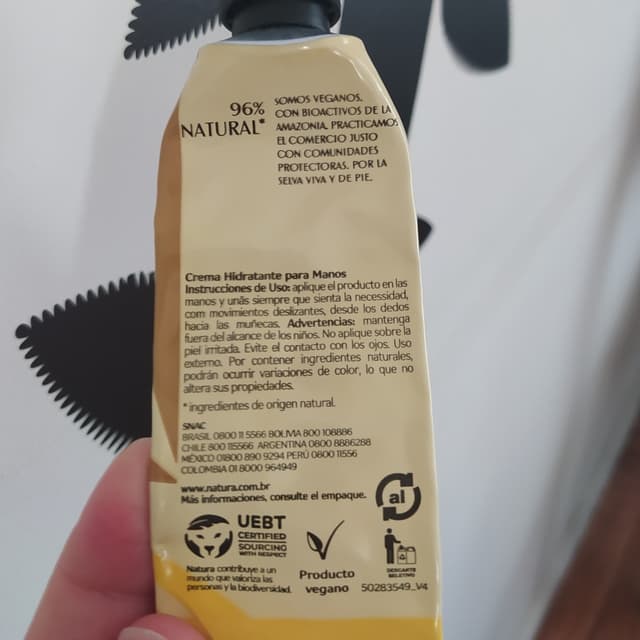 96%
NATURAL*
SOMOS VEGANOS,
CON BIOACTIVOS DE LA
AMAZONIA. PRACTICAMOS
EL COMERCIO JUSTO
CON COMUNIDADES
PROTECTORAS. POR LA
SELVA VIVA Y DE PIE.
Crema Hidratante para Manos
Instrucciones de Uso: aplique el producto en las
manos y unãs siempre que sienta la necesidad,
com movimientos deslizantes, desde los dedos
hacia las muñecas. Advertencias: mantenga
fuera del alcance de los niños. No aplique sobre la
piel irritada. Evite el contacto con los ojos. Uso
externo. Por contener ingredientes naturales,
podrán ocurrir variaciones de color, lo que no
altera sus propiedades.
*ingredientes de origen natural.
SNAC
BRASIL 0800 11 5566 BOLIVIA 800 108886
CHILE 800 115566 ARGENTINA 0800 8886288
MÉXICO 01800 890 9294 PERÚ 0800 11556
COLOMBIA 01 8000 964949
www.natura.com.br
Más informaciones, consulte el empaque.
al
UEBT
CERTIFIED
SOURCING
WITH RESPECT
Natura contribuye a un
mundo que valoriza las
personas y la biodiversidad.
Producto
vegano
DESCARTE
SELETIVO
50283549_V4